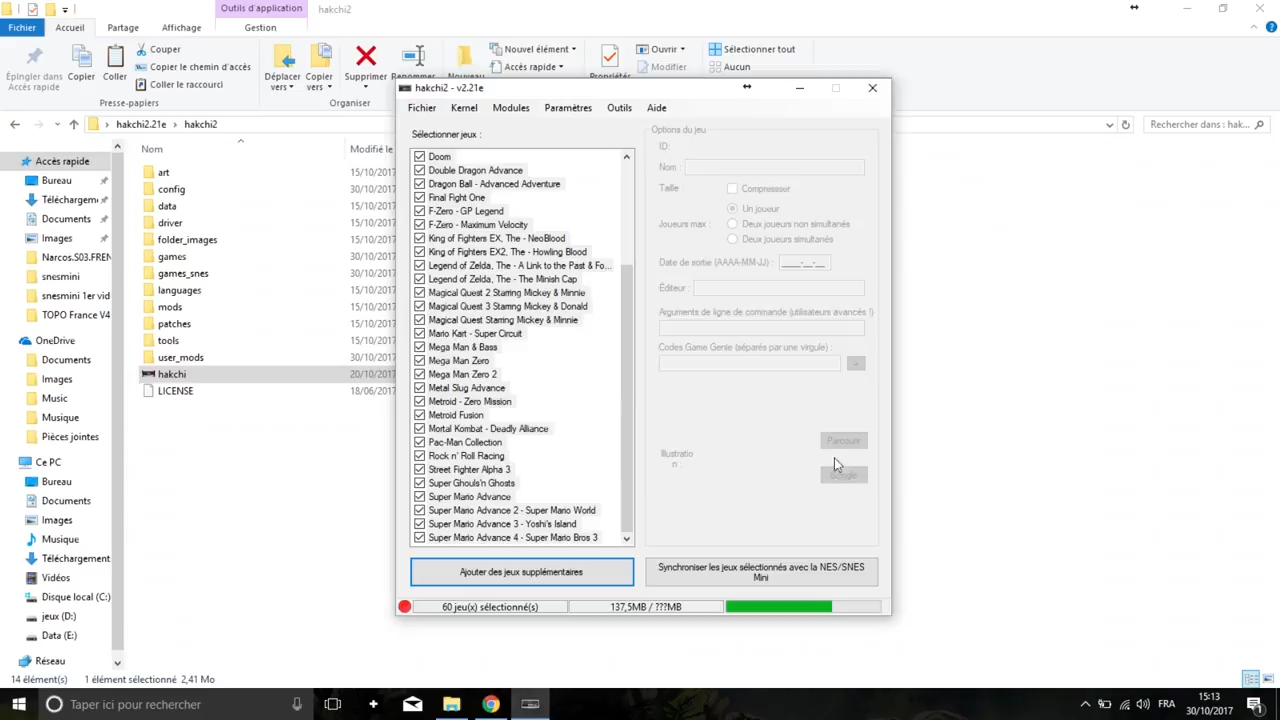 Outils d'application
hakchi2
Fichier
Accueil
Partage
Affichage
Gestion
Épingler dans Accès rapide
Copier
Coller
Couper
Copier le chemin d'accès
Coller le raccourci
Presse-papiers
Déplacer vers
Copier vers
Supprimer
Renommer
Organiser
Nouveau
Nouvel élément
Accès rapide
Propriétés
Ouvrir
Modifier
Sélectionner tout
Aucun
hakchi2.21e
hakchi2
Rechercher dans : hak...
Accès rapide
Bureau
Téléchargeme
Documents
Images
Narcos.S03.FREN
snesmini
snesmini 1er vid
TOPO France V4
OneDrive
Documents
Images
Music
Musique
Pièces jointes
Ce PC
Bureau
Documents
Images
Musique
Téléchargement
Vidéos
Disque local (C:
jeux (D:)
Data (E:)
Réseau
Nom
Modifié le
art 15/10/2017
config 30/10/2017
data 15/10/2017
driver 15/10/2017
folder_images 15/10/2017
games 15/10/2017
games_snes 15/10/2017
languages 15/10/2017
mods 15/10/2017
patches 15/10/2017
tools 15/10/2017
user_mods 15/10/2017
hakchi 20/10/2017
LICENSE 18/06/2017
14 élément(s)
1 élément sélectionné 2,41 Mo
hakchi2 - v2.21e
Fichier Kernel Modules Paramètres Outils Aide
Sélectionner jeux :
Doom
Double Dragon Advance
Dragon Ball - Advanced Adventure
Final Fight One
F-Zero - GP Legend
F-Zero - Maximum Velocity
King of Fighters EX, The - NeoBlood
King of Fighters EX2, The - Howling Blood
Legend of Zelda, The - A Link to the Past & Fo...
Legend of Zelda, The - The Minish Cap
Magical Quest 2 Starring Mickey & Minnie
Magical Quest 3 Starring Mickey & Donald
Magical Quest Starring Mickey & Minnie
Mario Kart - Super Circuit
Mega Man & Bass
Mega Man Zero
Mega Man Zero 2
Metal Slug Advance
Metroid - Zero Mission
Metroid Fusion
Mortal Kombat - Deadly Alliance
Pac-Man Collection
Rock n' Roll Racing
Street Fighter Alpha 3
Super Ghouls'n Ghosts
Super Mario Advance
Super Mario Advance 2 - Super Mario World
Super Mario Advance 3 - Yoshi's Island
Super Mario Advance 4 - Super Mario Bros 3
Ajouter des jeux supplémentaires
Options du jeu
ID:
Nom :
Taille
Compresser
Joueurs max :
Un joueur
Deux joueurs non simultanés
Deux joueurs simultanés
Date de sortie (AAAA-MM-JJ) : ____-__-__
Éditeur :
Arguments de ligne de commande (utilisateurs avancés !)
Codes Game Genie (séparés par une virgule) :
Illustratio
n :
Parcourir
Google
Synchroniser les jeux sélectionnés avec la NES/SNES
Mini
60 jeu(x) sélectionné(s)
137,5MB / ???MB
Taper ici pour rechercher
FRA
15:13
30/10/2017